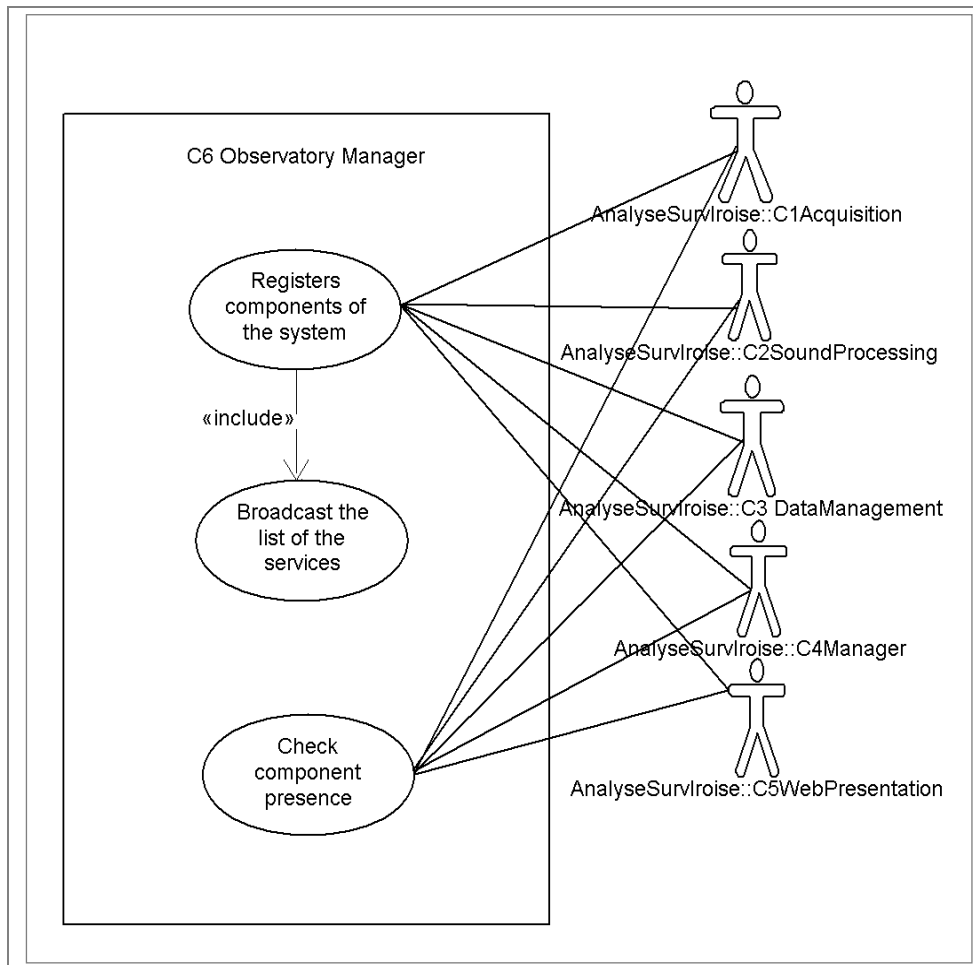 C6 Observatory Manager
AnalyseSurvIroise::C1Acquisition
Registers
components of
the system
AnalyseSurvIroise::C2SoundProcessing
«include»
Broadcast the
list of the
services
AnalyseSurvIroise::C3 DataManagement
AnalyseSurvIroise::C4Manager
Check
component
presence
AnalyseSurvIroise::C5WebPresentation